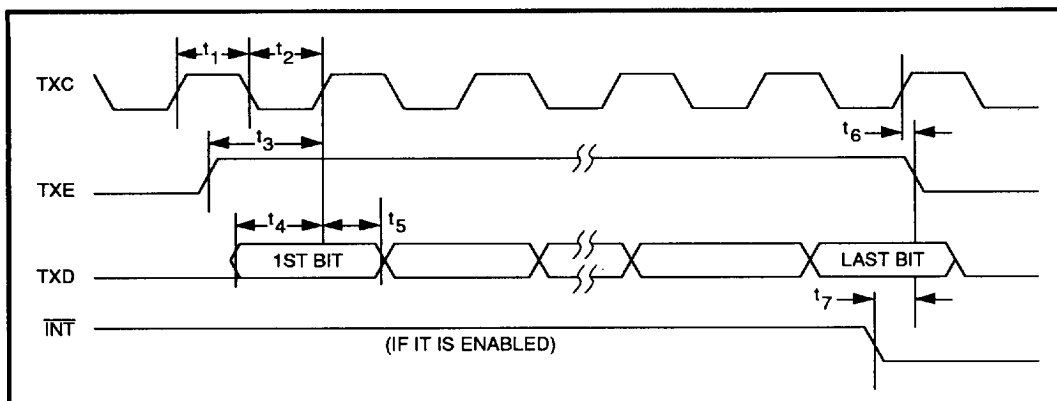 t1 t2
TXC
t3
t6
TXE
t4 t5
1ST BIT
LAST BIT
TXD
t7
INT
(IF IT IS ENABLED)